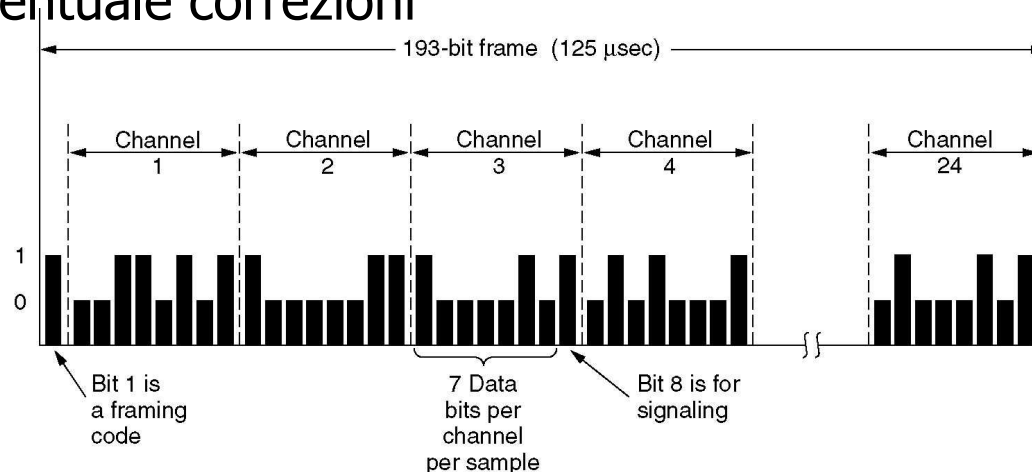 correzioni
193-bit frame (125 μsec)
Channel
1
Channel
2
Channel
3
Channel
4
Channel
24
1
0
Bit 1 is
a framing
code
7 Data
bits per
channel
per sample
Bit 8 is for
signaling